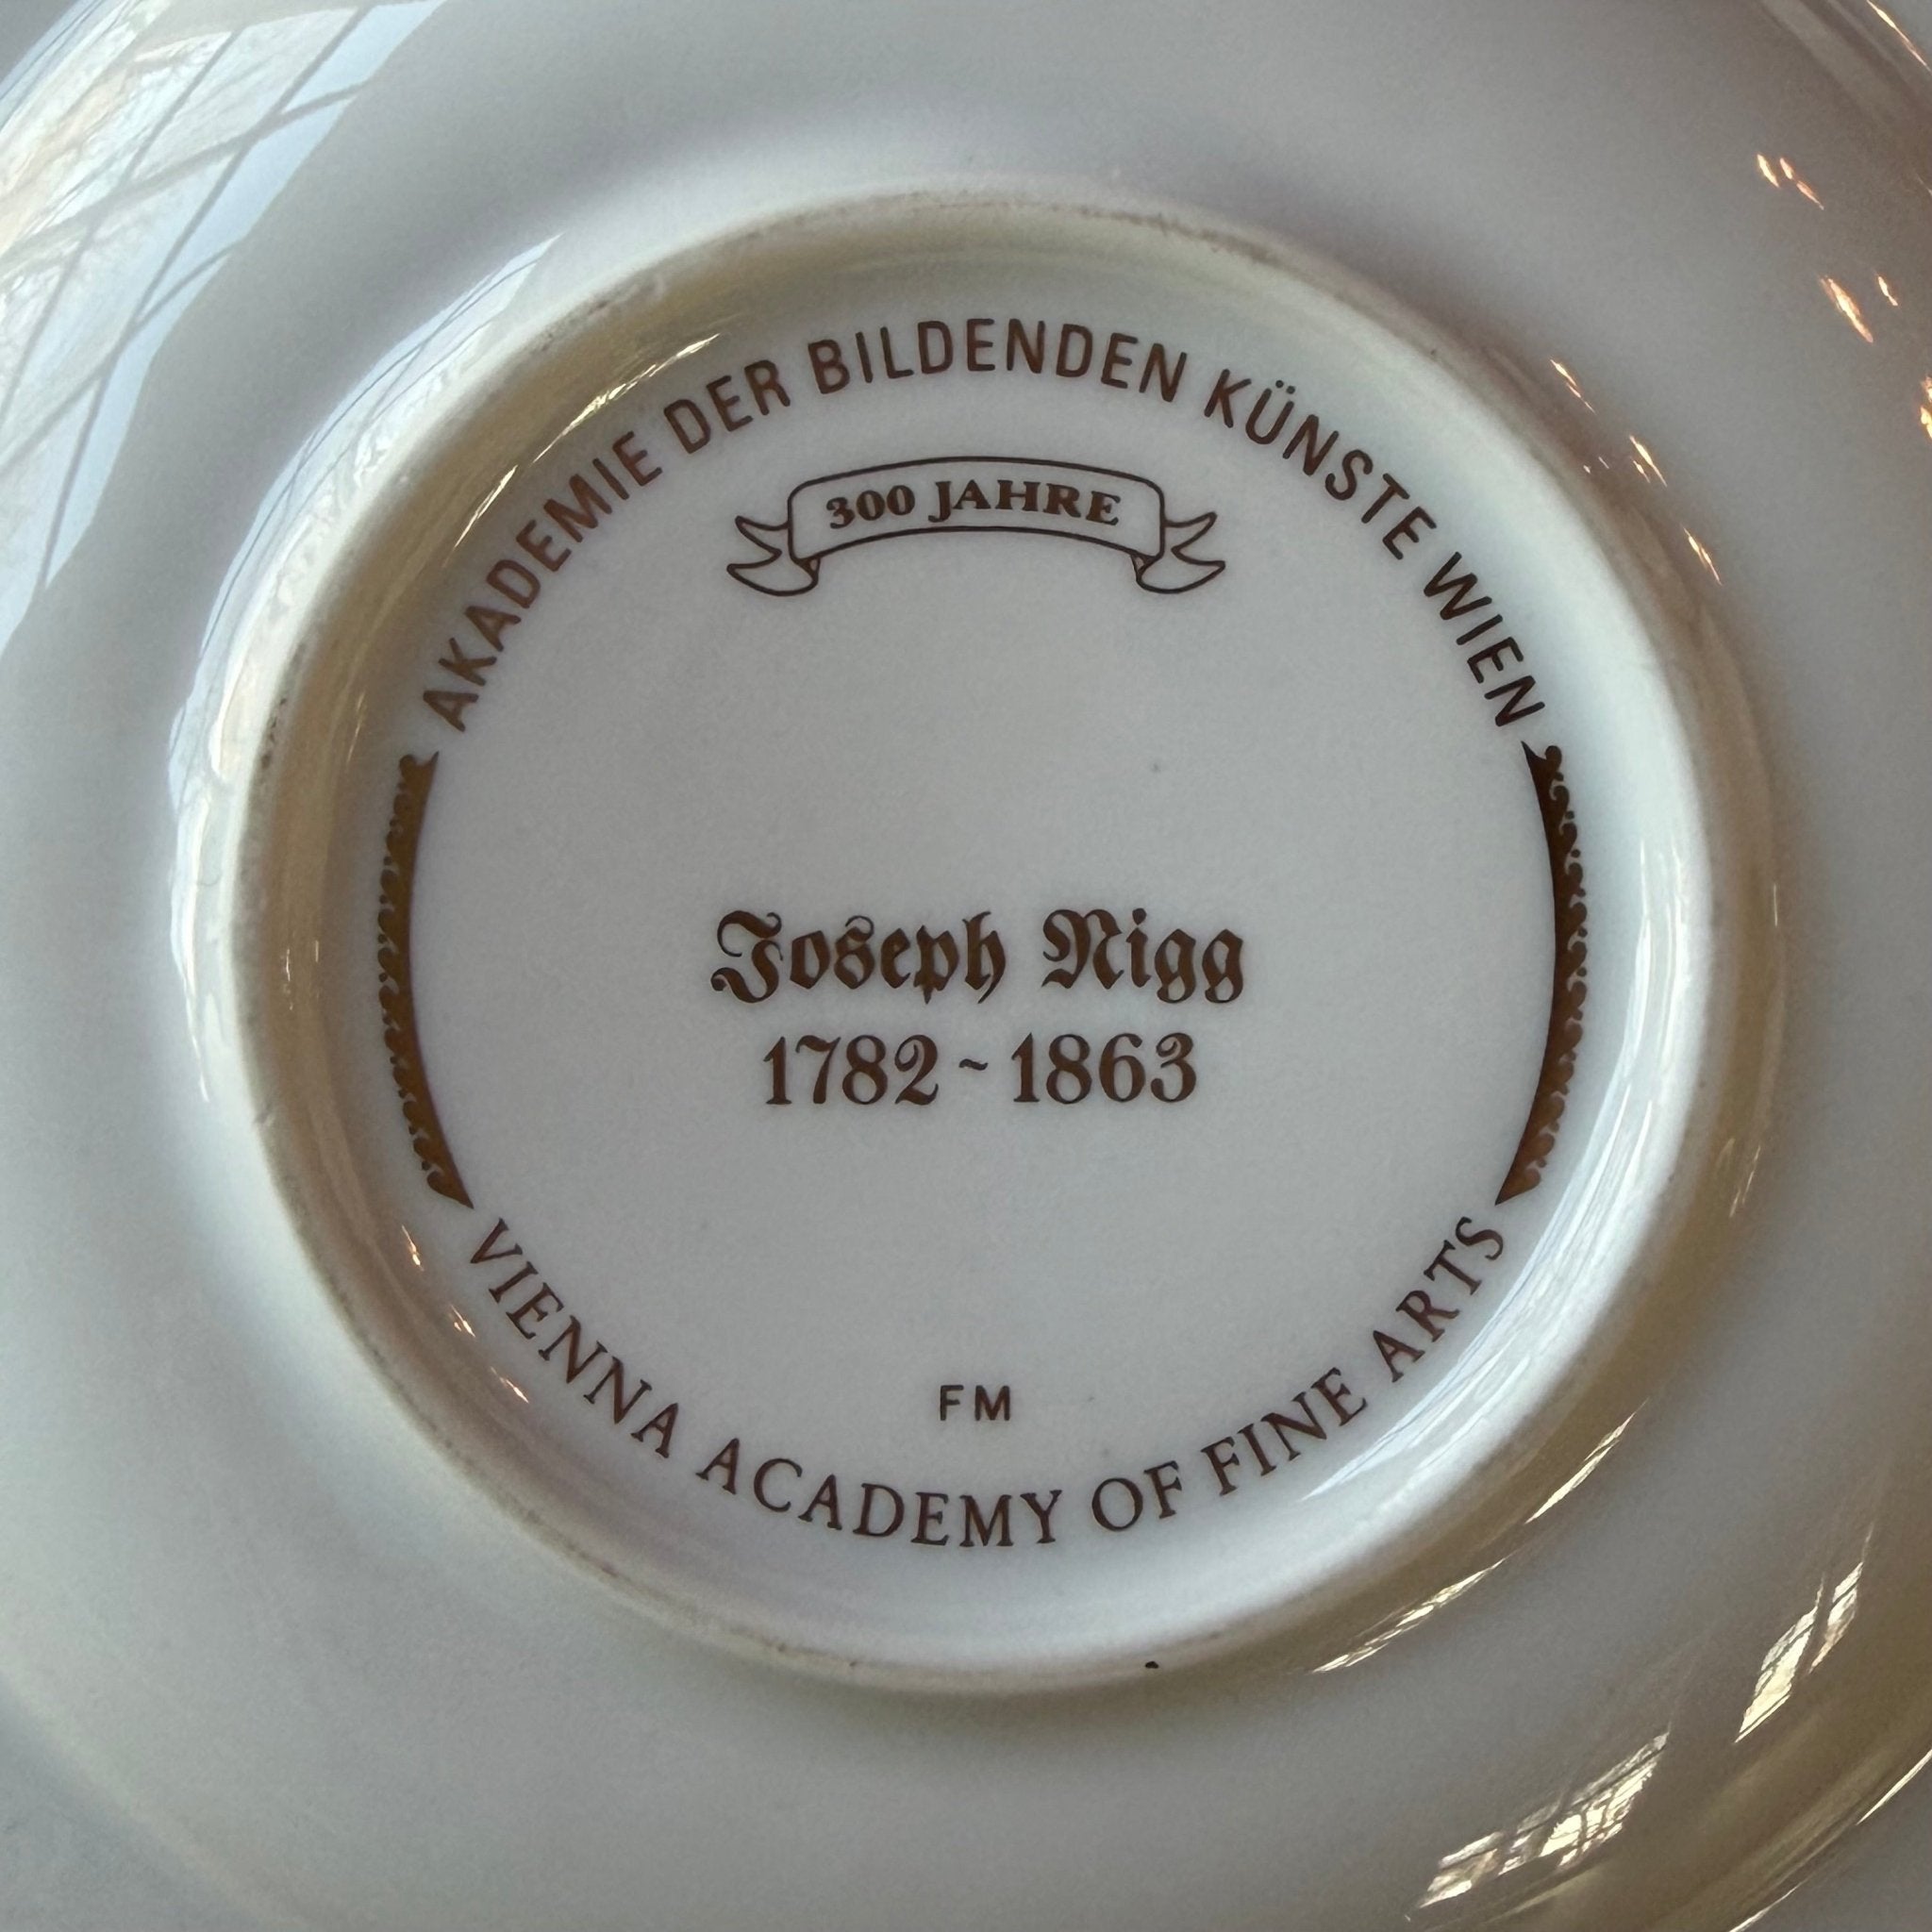 AKADEMIE DER BILDENDEN KÜNSTE WIEN
300 JAHRE
Joseph Nigg
1782 ~ 1863
FM
VIENNA ACADEMY OF FINE ARTS